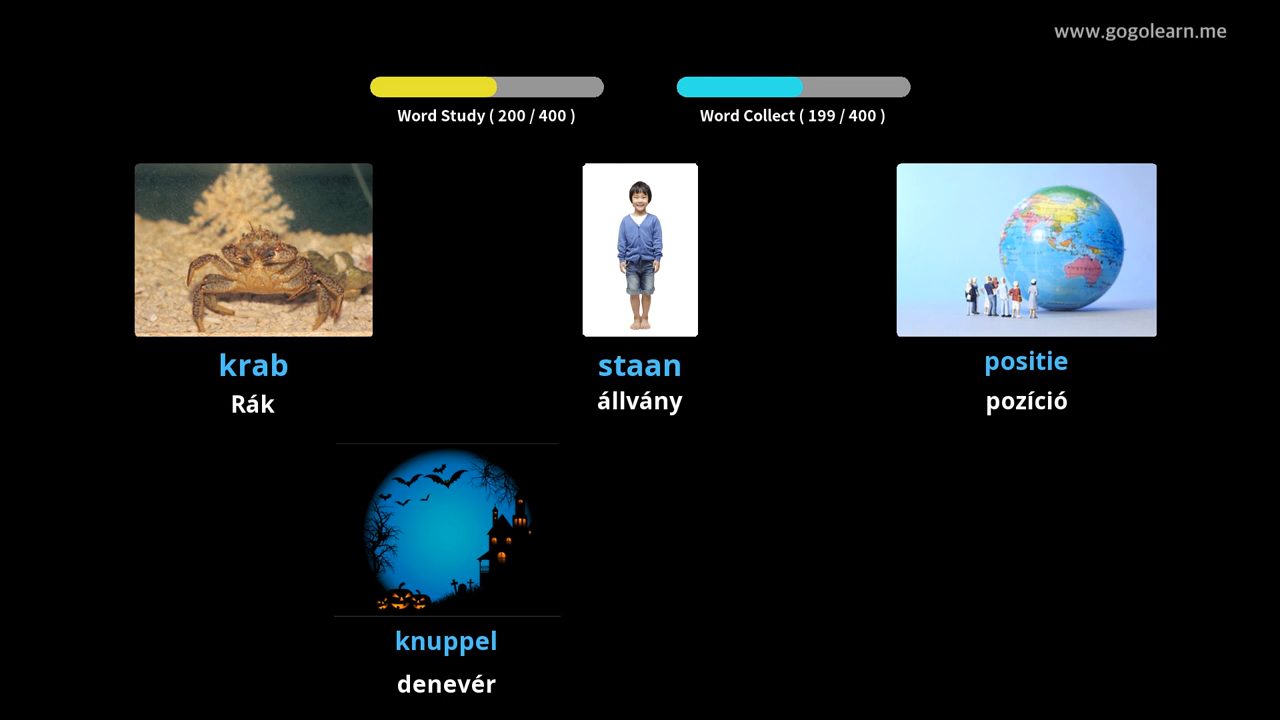 www.gogolearn.me
Word Study ( 200 / 400 )
Word Collect ( 199 / 400 )
krab
Rák
staan
állvány
positie
pozíció
knuppel
denevér